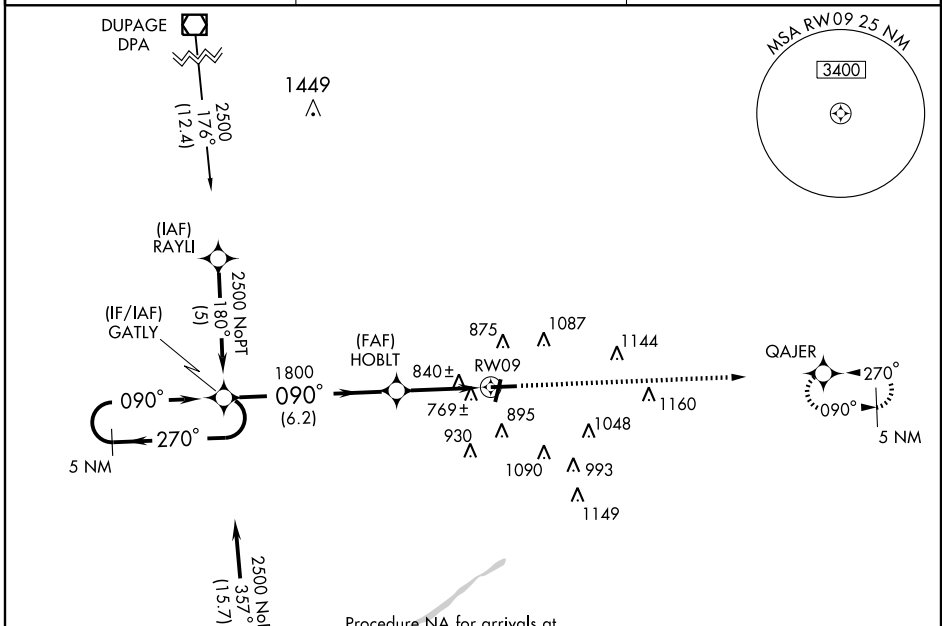 DUPAGE
DPA
1449
MSA RW09 25 NM
3400
2500
176°
(12.4)
(IAF)
RAYLI
2500 NoPT
180°
(5)
(IF/IAF)
GATLY
(FAF)
HOBLT
1800
090°
(6.2)
090°
270°
5 NM
840±
769±
875
RW09
1087
1144
1160
895
930
1048
1090
993
1149
QAJER
270°
090°
5 NM
2500
357°
(15.7)
Procedure NA for arrivals at